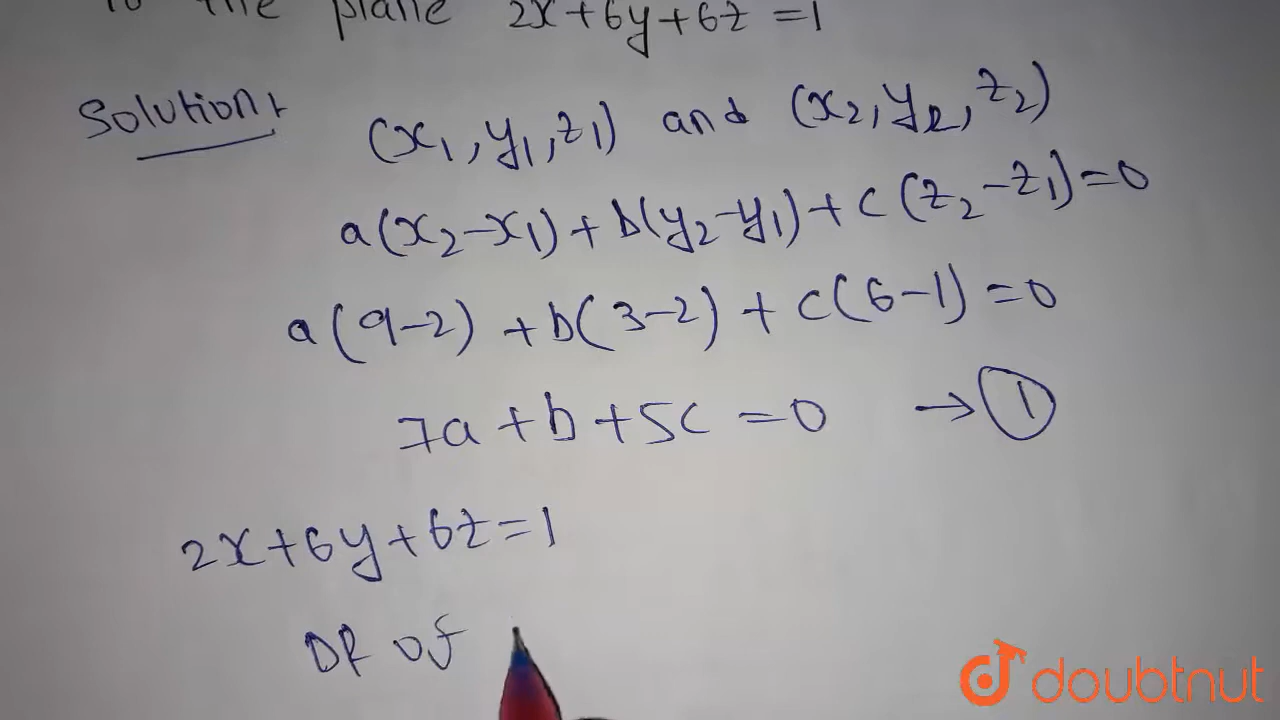 to the plane 2x+6y+6z=1
Solution:
(x₁,y₁,z₁) and (x₂,y₂,z₂)
a(x₂-x₁)+b(y₂-y₁)+c(z₂-z₁)=0
a(9-2)+b(3-2)+c(6-1)=0
7a+b+5c=0 → 1
2x+6y+6z=1
DR of
doubtnut